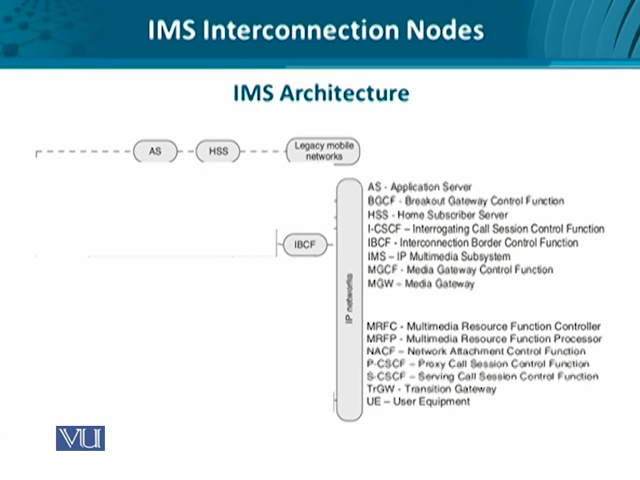 IMS Interconnection Nodes
IMS Architecture
AS
HSS
Legacy mobile
networks
IBCF
IP networks
AS - Application Server
BGCF - Breakout Gateway Control Function
HSS - Home Subscriber Server
I-CSCF – Interrogating Call Session Control Function
IBCF - Interconnection Border Control Function
IMS – IP Multimedia Subsystem
MGCF - Media Gateway Control Function
MGW – Media Gateway
MRFC - Multimedia Resource Function Controller
MRFP - Multimedia Resource Function Processor
NACF – Network Attachment Control Function
P-CSCF – Proxy Call Session Control Function
S-CSCF – Serving Call Session Control Function
TrGW - Transition Gateway
UE – User Equipment
VU